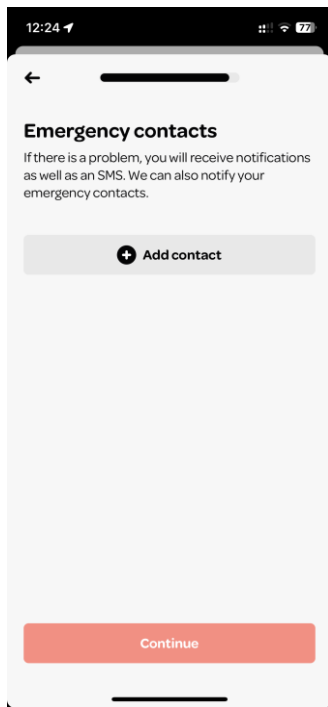 12:24
77
Emergency contacts
If there is a problem, you will receive notifications
as well as an SMS. We can also notify your
emergency contacts.
Add contact
Continue